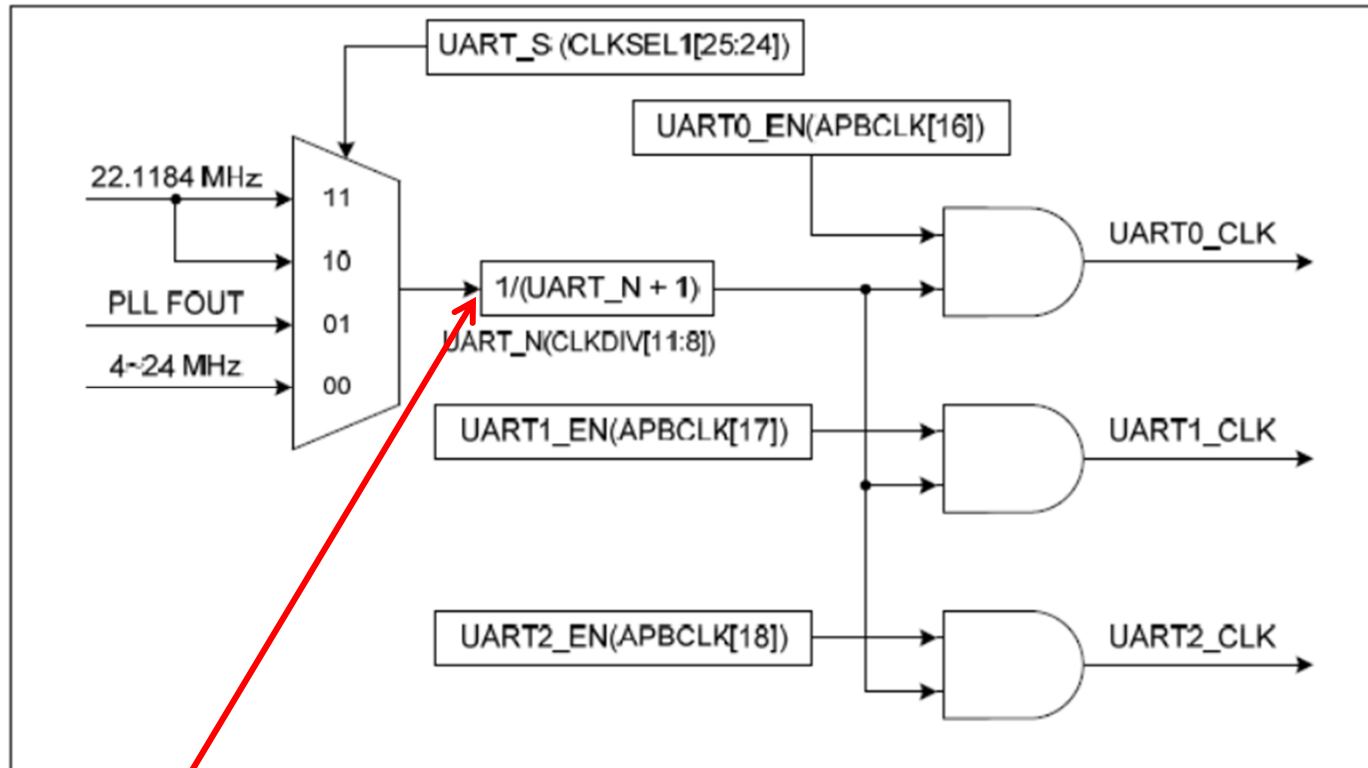 UART_S (CLKSEL1[25:24])
UART0_EN(APBCLK[16])
22.1184 MHz
11
10
PLL FOUT
01
4~24 MHz
00
1/(UART_N + 1)
UART_N(CLKDIV[11:8])
UART0_CLK
UART1_EN(APBCLK[17])
UART1_CLK
UART2_EN(APBCLK[18])
UART2_CLK